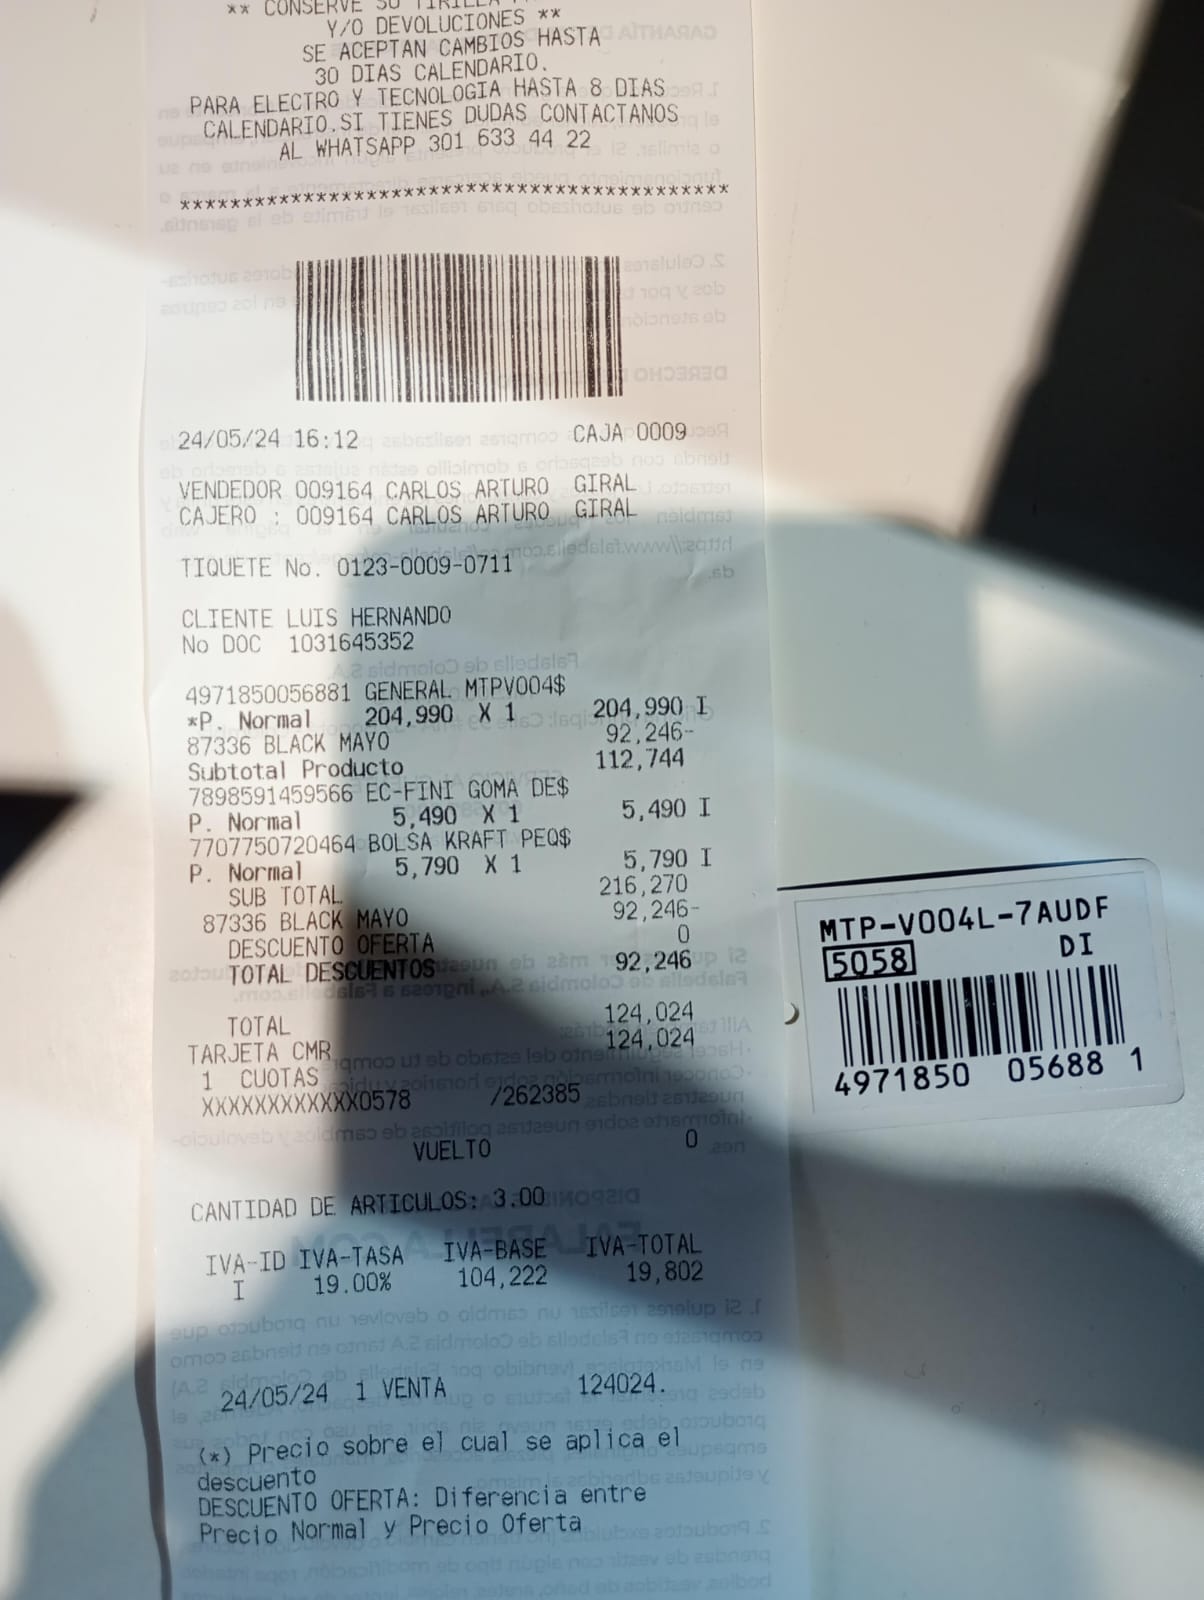 ** CONSERVE SU TIRILLA
Y/O DEVOLUCIONES **
SE ACEPTAN CAMBIOS HASTA
30 DIAS CALENDARIO.
PARA ELECTRO Y TECNOLOGIA HASTA 8 DIAS
CALENDARIO.SI TIENES DUDAS CONTACTANOS
AL WHATSAPP 301 633 44 22
********************************************
24/05/24 16:12 CAJA 0009
VENDEDOR 009164 CARLOS ARTURO GIRAL
CAJERO : 009164 CARLOS ARTURO GIRAL
TIQUETE No. 0123-0009-0711
CLIENTE LUIS HERNANDO
No DOC 1031645352
4971850056881 GENERAL MTPV004$
*P. Normal 204,990 X 1 204,990 I
87336 BLACK MAYO 92,246-
Subtotal Producto 112,744
7898591459566 EC-FINI GOMA DE$
P. Normal 5,490 X 1 5,490 I
7707750720464 BOLSA KRAFT PEQ$
P. Normal 5,790 X 1 5,790 I
SUB TOTAL 216,270
87336 BLACK MAYO 92,246-
DESCUENTO OFERTA 0
TOTAL DESCUENTOS 92,246
TOTAL 124,024
TARJETA CMR 124,024
1 CUOTAS
XXXXXXXXXXXX0578 /262385
VUELTO 0
CANTIDAD DE ARTICULOS: 3.00
IVA-ID IVA-TASA IVA-BASE IVA-TOTAL
I 19.00% 104,222 19,802
24/05/24 1 VENTA 124024.
(*) Precio sobre el cual se aplica el
descuento
DESCUENTO OFERTA: Diferencia entre
Precio Normal y Precio Oferta
MTP-V004L-7AUDF
5058 DI
4971850 05688 1